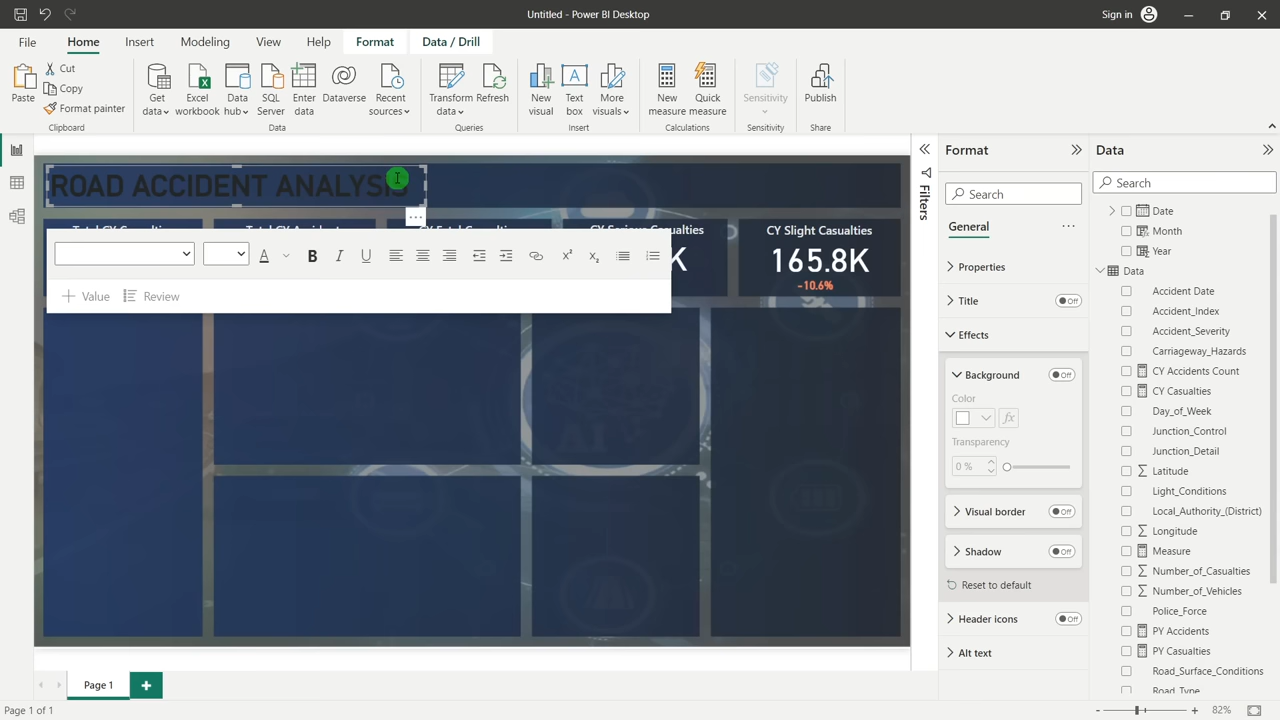 Untitled - Power BI Desktop
Sign in
File
Home
Insert
Modeling
View
Help
Format
Data / Drill
Paste
Cut
Copy
Format painter
Clipboard
Get data
Excel workbook
Data hub
SQL Server
Enter data
Dataverse
Recent sources
Data
Transform data
Refresh
Queries
New visual
Text box
More visuals
Insert
New measure
Quick measure
Calculations
Sensitivity
Sensitivity
Publish
Share
ROAD ACCIDENT ANALYSIS
CY Serious Casualties
K
CY Slight Casualties
165.8K
-10.6%
A
B
I
U
Value
Review
Filters
Format
Search
General
Properties
Title
Off
Effects
Background
Off
Color
fx
Transparency
0 %
Visual border
Off
Shadow
Off
Reset to default
Header icons
Off
Alt text
Data
Search
Date
Month
Year
Data
Accident Date
Accident_Index
Accident_Severity
Carriageway_Hazards
CY Accidents Count
CY Casualties
Day_of_Week
Junction_Control
Junction_Detail
Latitude
Light_Conditions
Local_Authority_(District)
Longitude
Measure
Number_of_Casualties
Number_of_Vehicles
Police_Force
PY Accidents
PY Casualties
Road_Surface_Conditions
Road_Type
Page 1
Page 1 of 1
82%